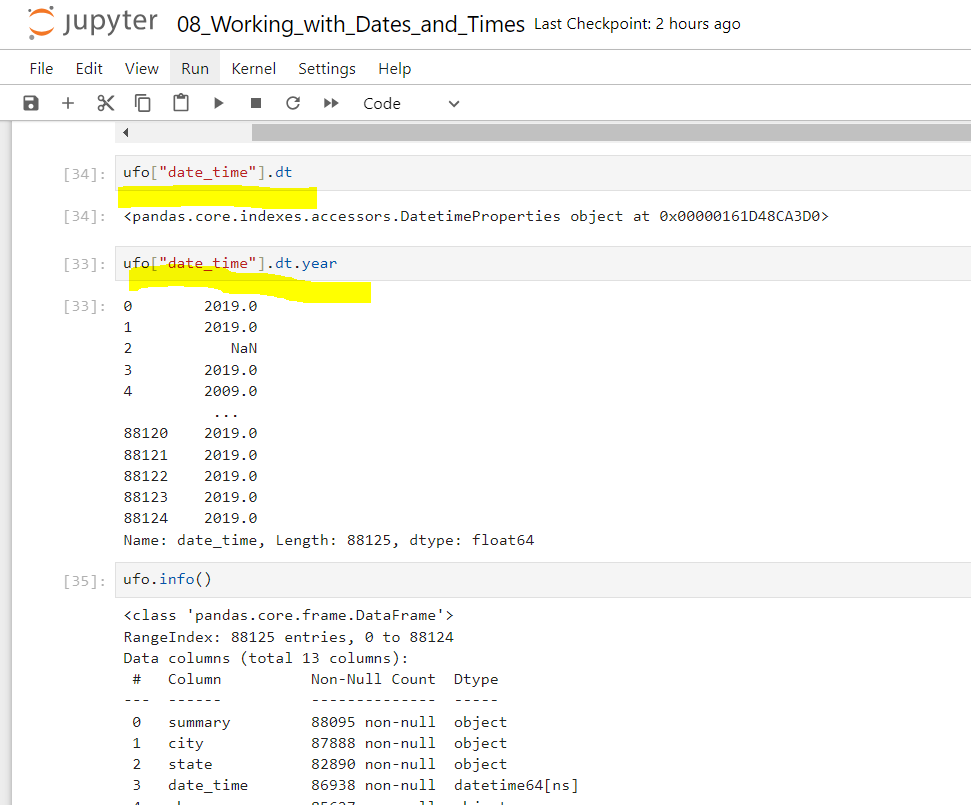 jupyter 08_Working_with_Dates_and_Times Last Checkpoint: 2 hours ago
File Edit View Run Kernel Settings Help
Code
[34]: ufo["date_time"].dt
[34]: <pandas.core.indexes.accessors.DatetimeProperties object at 0x00000161D48CA3D0>
[33]: ufo["date_time"].dt.year
[33]: 0 2019.0
1 2019.0
2 NaN
3 2019.0
4 2009.0
...
88120 2019.0
88121 2019.0
88122 2019.0
88123 2019.0
88124 2019.0
Name: date_time, Length: 88125, dtype: float64
[35]: ufo.info()
<class 'pandas.core.frame.DataFrame'>
RangeIndex: 88125 entries, 0 to 88124
Data columns (total 13 columns):
# Column Non-Null Count Dtype
--- ------ -------------- -----
0 summary 88095 non-null object
1 city 87888 non-null object
2 state 82890 non-null object
3 date_time 86938 non-null datetime64[ns]